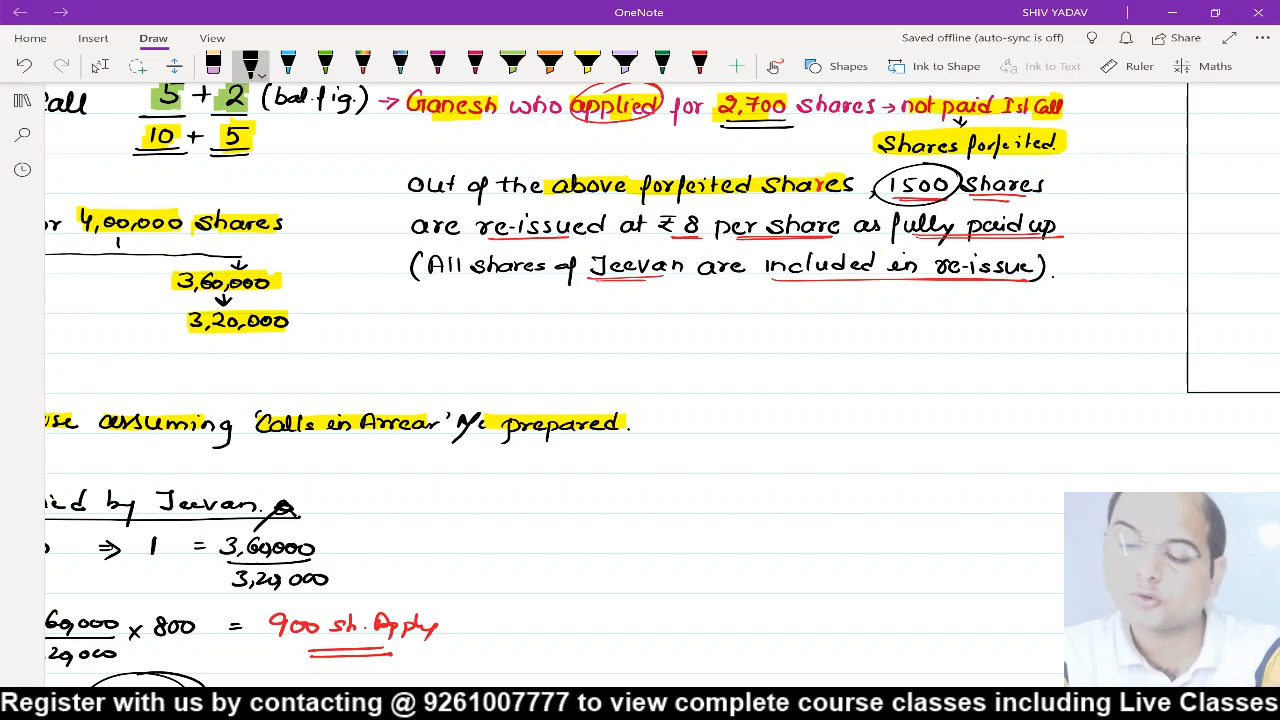 OneNote
SHIV YADAV
Home Insert Draw View
Saved offline (auto-sync is off)
Share
Shapes
Ink to Shape
Ink to Text
Ruler
Maths
Call 5 + 2 (bal.fig.) → Ganesh who applied for 2,700 shares → not paid Ist Call
10 + 5
Shares forfeited.
Out of the above forfeited shares, 1500 shares
are re-issued at ₹ 8 per share as fully paid up
(All shares of Jeevan are included in re-issue).
or 4,00,000 shares
3,60,000
3,20,000
use assuming 'Calls in Arrear' A/c prepared.
ied by Jeevan.
0 ⇒ 1 = 3,60,000
3,20,000
60,000 × 800 = 900 sh. Apply
20,000
Register with us by contacting @ 9261007777 to view complete course classes including Live Classes